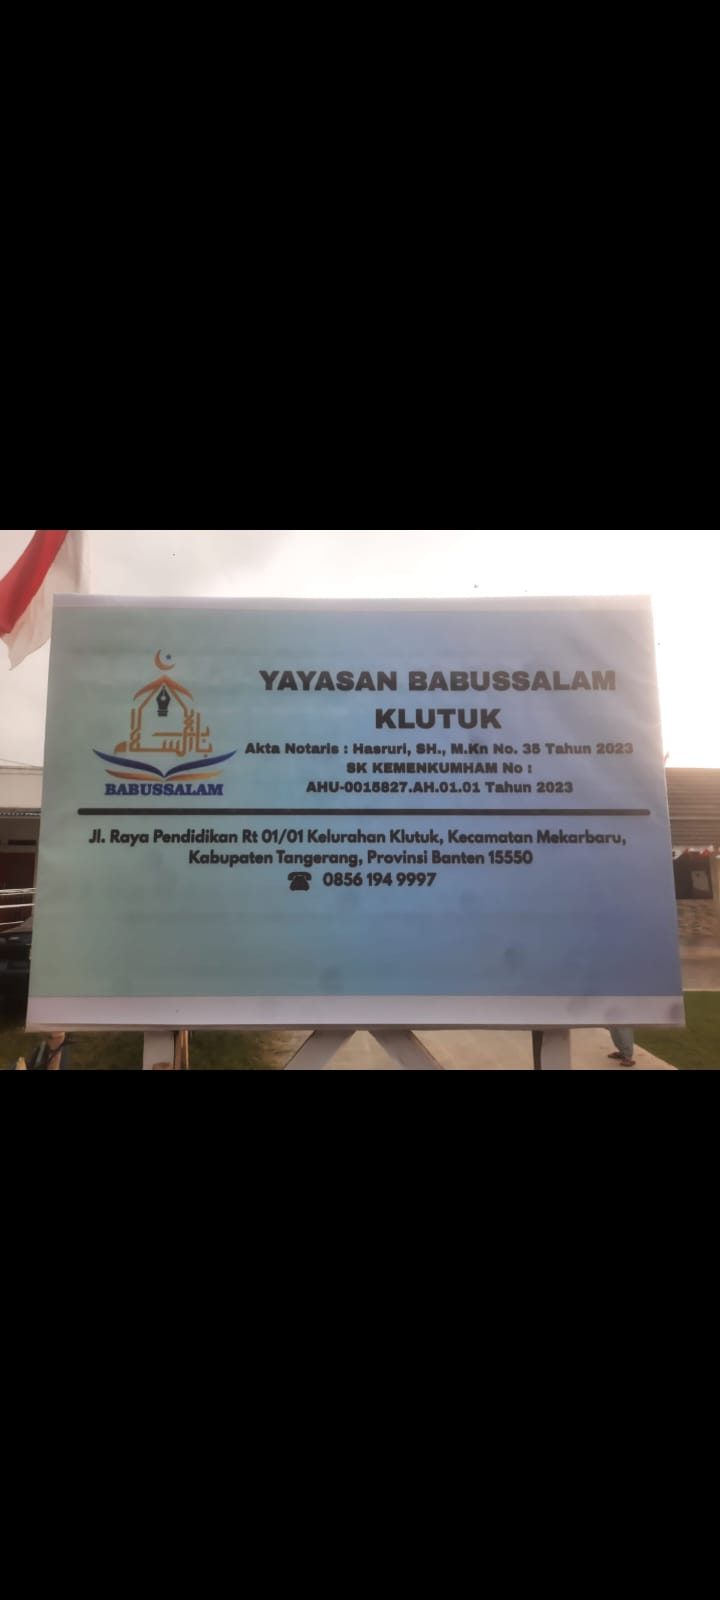 YAYASAN BABUSSALAM
KLUTUK
Akta Notaris : Hasruri, SH., M.Kn No. 35 Tahun 2023
SK KEMENKUMHAM No :
AHU-0015827.AH.01.01 Tahun 2023
باب السلام
BABUSSALAM
Jl. Raya Pendidikan Rt 01/01 Kelurahan Klutuk, Kecamatan Mekarbaru,
Kabupaten Tangerang, Provinsi Banten 15550
☎ 0856 194 9997